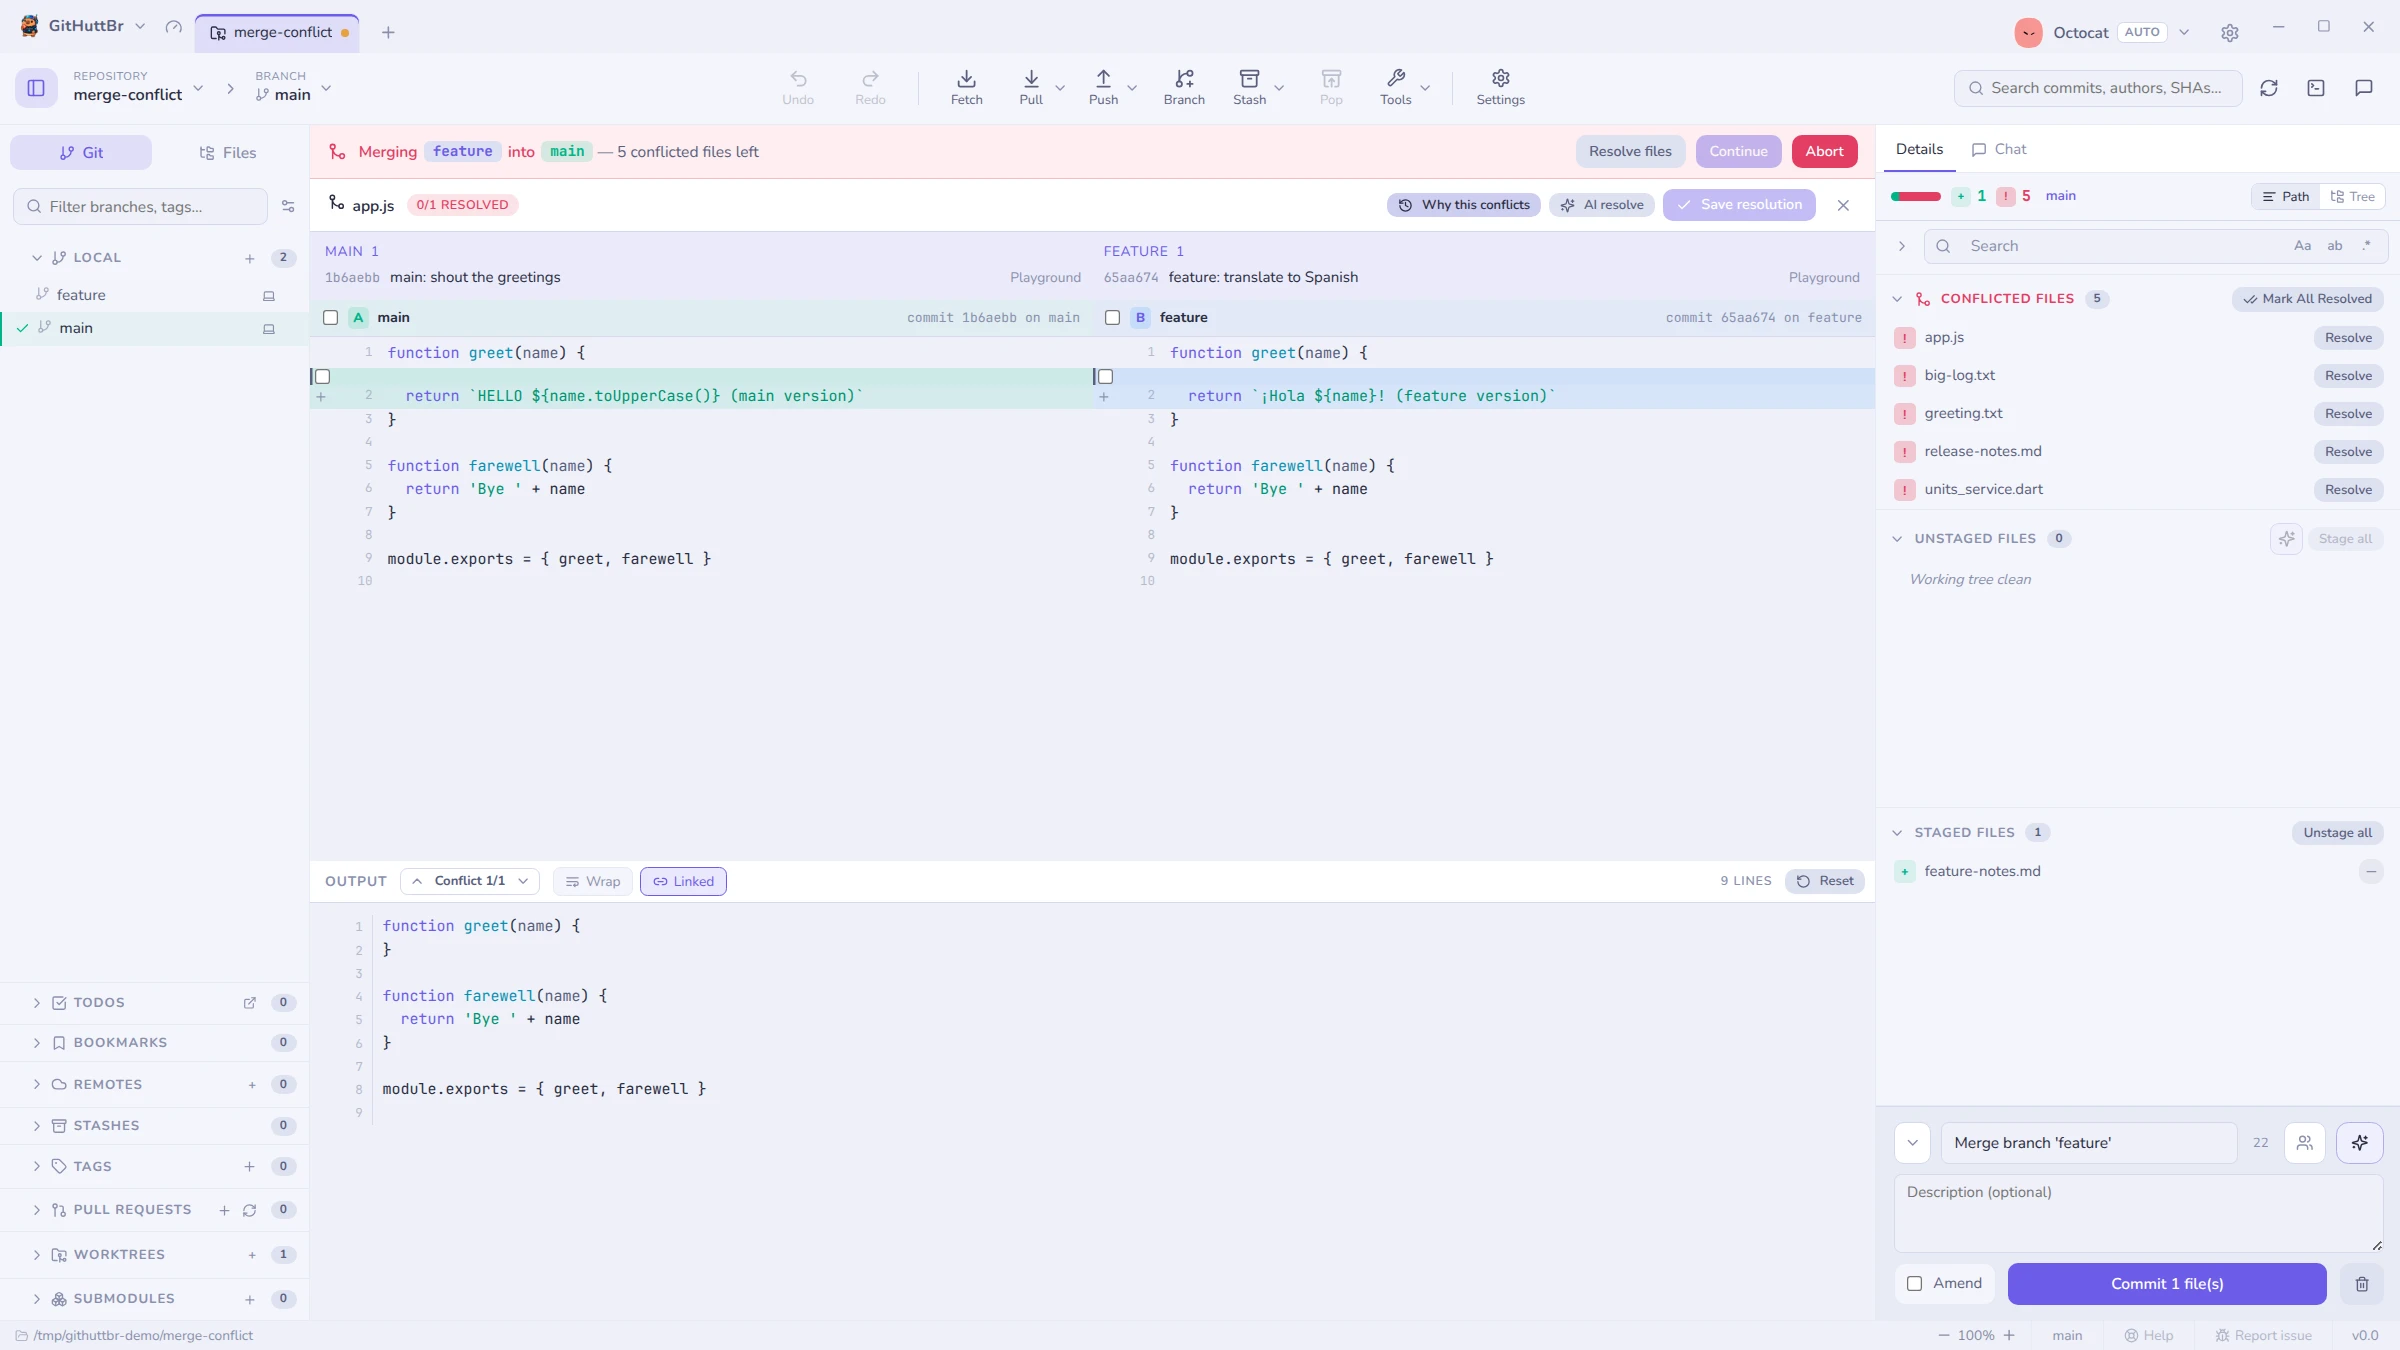 GitHuttBr
merge-conflict
Octocat AUTO
REPOSITORY
merge-conflict
BRANCH
main
Undo
Redo
Fetch
Pull
Push
Branch
Stash
Pop
Tools
Settings
Search commits, authors, SHAs...
Git
Files
Filter branches, tags...
LOCAL 2
feature
main
TODOS 0
BOOKMARKS 0
REMOTES 0
STASHES 0
TAGS 0
PULL REQUESTS 0
WORKTREES 1
SUBMODULES 0
Merging feature into main — 5 conflicted files left
Resolve files
Continue
Abort
app.js 0/1 RESOLVED
Why this conflicts
AI resolve
Save resolution
MAIN 1
1b6aebb main: shout the greetings Playground
A main commit 1b6aebb on main
1 function greet(name) {
+ 2 return `HELLO ${name.toUpperCase()} (main version)`
3 }
4
5 function farewell(name) {
6 return 'Bye ' + name
7 }
8
9 module.exports = { greet, farewell }
10
FEATURE 1
65aa674 feature: translate to Spanish Playground
B feature commit 65aa674 on feature
1 function greet(name) {
+ 2 return `¡Hola ${name}! (feature version)`
3 }
4
5 function farewell(name) {
6 return 'Bye ' + name
7 }
8
9 module.exports = { greet, farewell }
10
OUTPUT
Conflict 1/1
Wrap
Linked
9 LINES
Reset
1 function greet(name) {
2 }
3
4 function farewell(name) {
5 return 'Bye ' + name
6 }
7
8 module.exports = { greet, farewell }
9
Details
Chat
+ 1 ! 5 main
Path
Tree
Search Aa ab .*
CONFLICTED FILES 5
Mark All Resolved
! app.js Resolve
! big-log.txt Resolve
! greeting.txt Resolve
! release-notes.md Resolve
! units_service.dart Resolve
UNSTAGED FILES 0
Stage all
Working tree clean
STAGED FILES 1
Unstage all
+ feature-notes.md
Merge branch 'feature' 22
Description (optional)
Amend
Commit 1 file(s)
/tmp/githuttbr-demo/merge-conflict
100%
main
Help
Report issue
v0.0